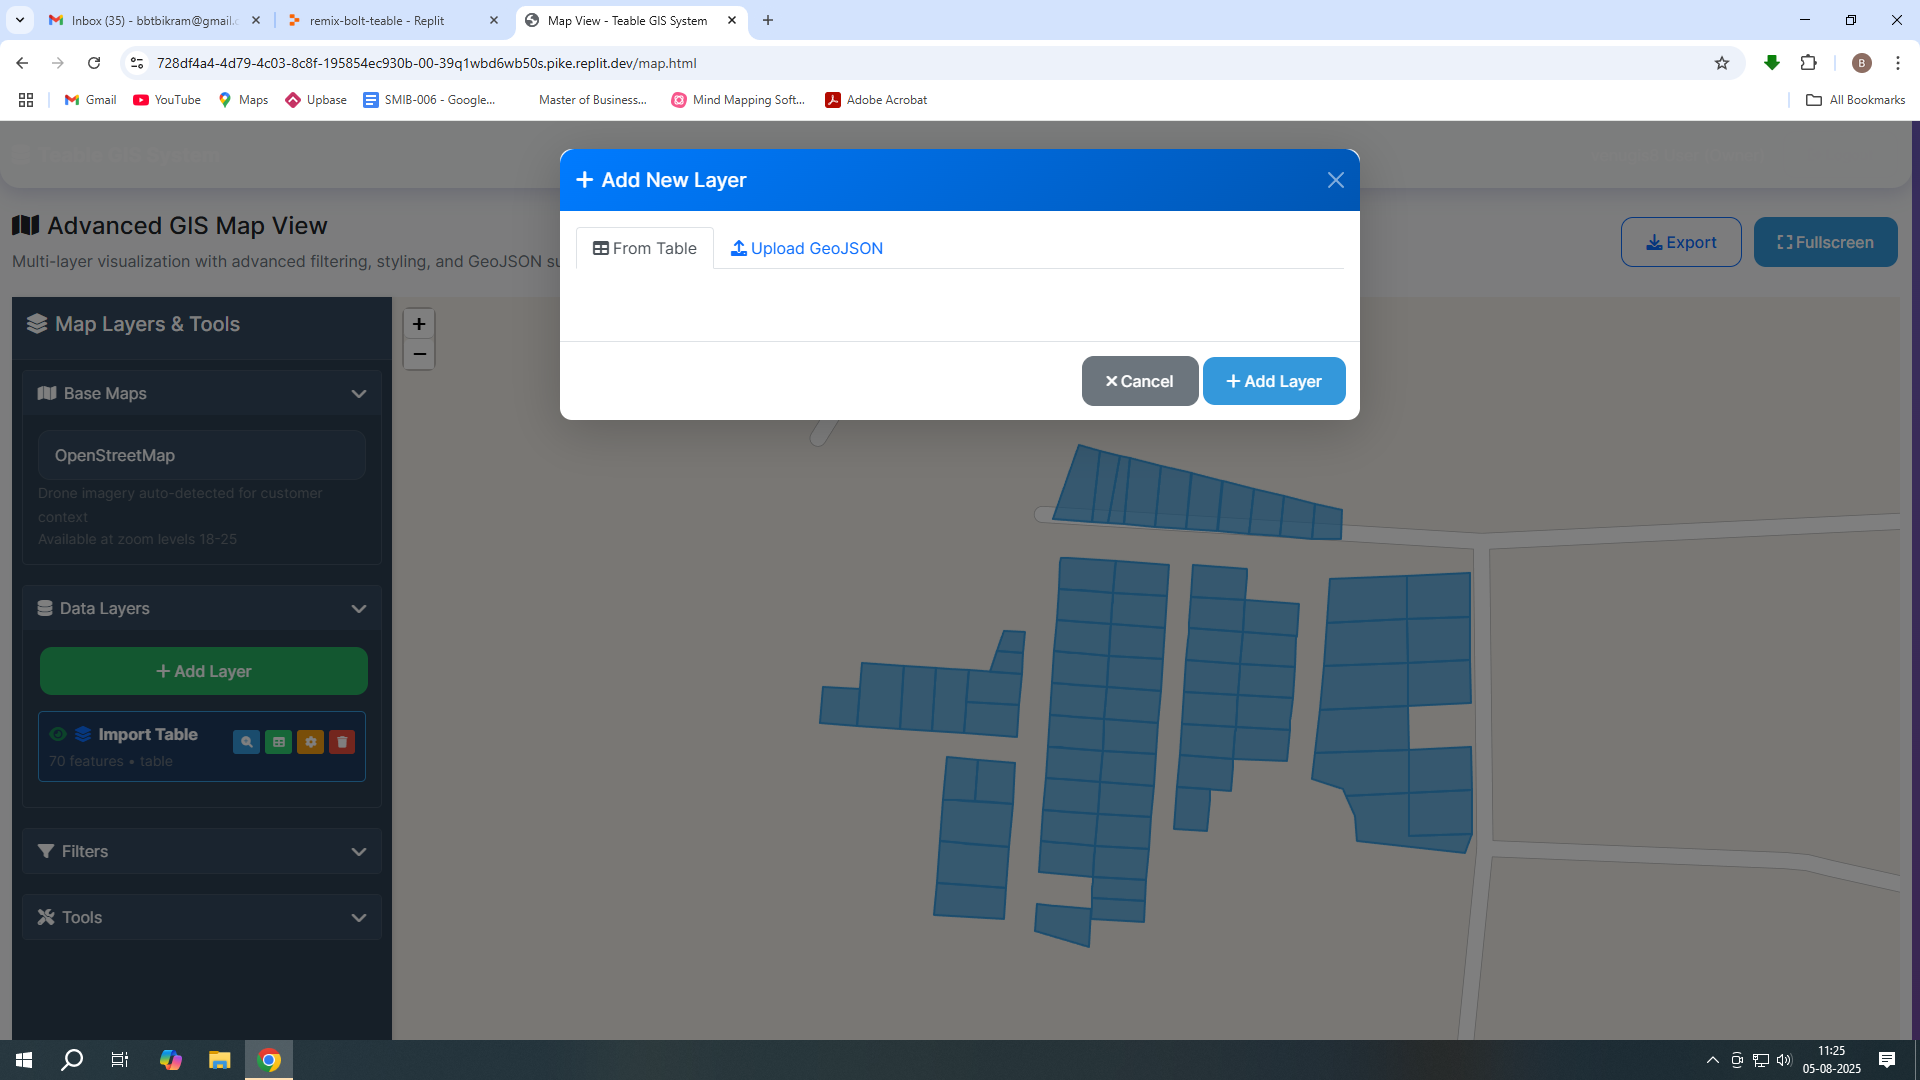 Inbox (35) - bbtbikram@gmail.c
remix-bolt-teable - Replit
Map View - Teable GIS System
728df4a4-4d79-4c03-8c8f-195854ec930b-00-39q1wbd6wb50s.pike.replit.dev/map.html
B
Gmail
YouTube
Maps
Upbase
SMIB-006 - Google...
Master of Business...
Mind Mapping Soft...
Adobe Acrobat
All Bookmarks
Add New Layer
From Table
Upload GeoJSON
Cancel
Add Layer
Advanced GIS Map View
Multi-layer visualization with advanced filtering, styling, and GeoJSON su
Export
Fullscreen
Map Layers & Tools
+
−
Base Maps
OpenStreetMap
Drone imagery auto-detected for customer
context
Available at zoom levels 18-25
Data Layers
Add Layer
Import Table
70 features • table
Filters
Tools
11:25
05-08-2025